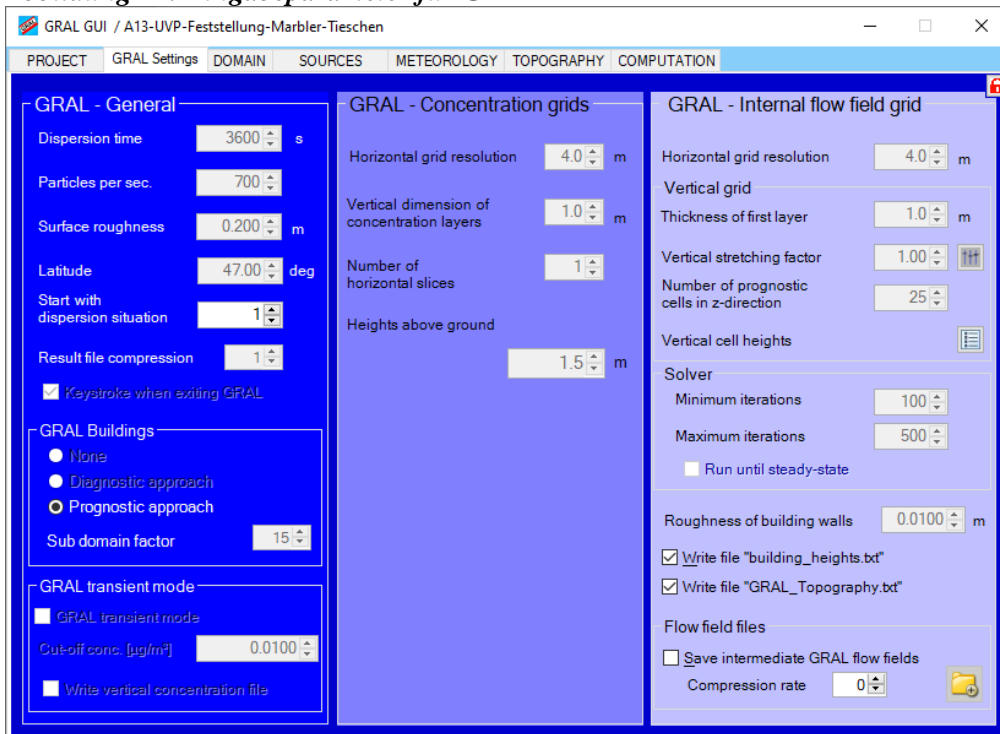 GRAL GUI / A13-UVP-Feststellung-Marbler-Tieschen
PROJECT GRAL Settings DOMAIN SOURCES METEOROLOGY TOPOGRAPHY COMPUTATION
GRAL - General
Dispersion time 3600 s
Particles per sec. 700
Surface roughness 0.200 m
Latitude 47.00 deg
Start with
dispersion situation 1
Result file compression 1
Keystroke when exiting GRAL
GRAL Buildings
None
Diagnostic approach
Prognostic approach
Sub domain factor 15
GRAL transient mode
GRAL transient mode
Cut-off conc. [µg/m³] 0.0100
Write vertical concentration file
GRAL - Concentration grids
Horizontal grid resolution 4.0 m
Vertical dimension of
concentration layers 1.0 m
Number of
horizontal slices 1
Heights above ground
1.5 m
GRAL - Internal flow field grid
Horizontal grid resolution 4.0 m
Vertical grid
Thickness of first layer 1.0 m
Vertical stretching factor 1.00
Number of prognostic
cells in z-direction 25
Vertical cell heights
Solver
Minimum iterations 100
Maximum iterations 500
Run until steady-state
Roughness of building walls 0.0100 m
Write file "building_heights.txt"
Write file "GRAL_Topography.txt"
Flow field files
Save intermediate GRAL flow fields
Compression rate 0